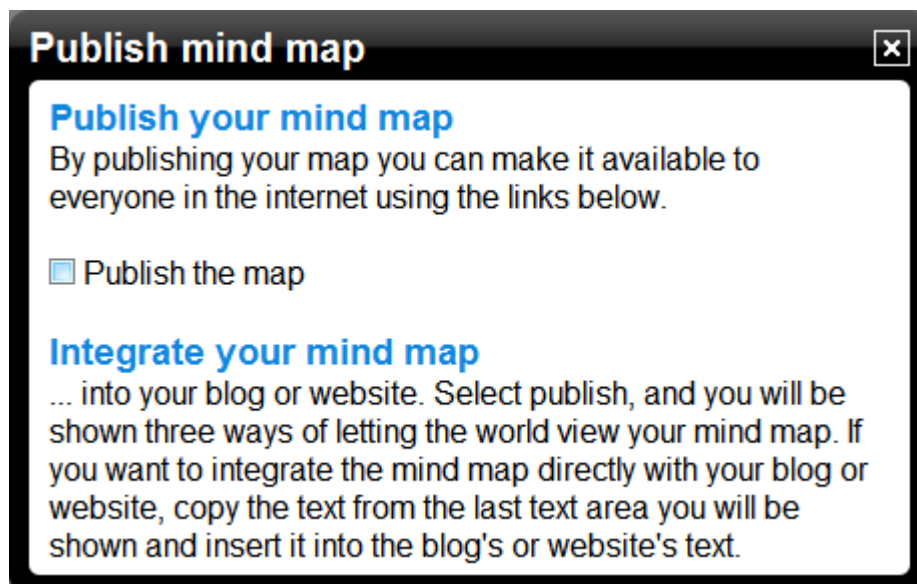 Publish mind map
Publish your mind map
By publishing your map you can make it available to
everyone in the internet using the links below.
Publish the map
Integrate your mind map
... into your blog or website. Select publish, and you will be
shown three ways of letting the world view your mind map. If
you want to integrate the mind map directly with your blog or
website, copy the text from the last text area you will be
shown and insert it into the blog's or website's text.